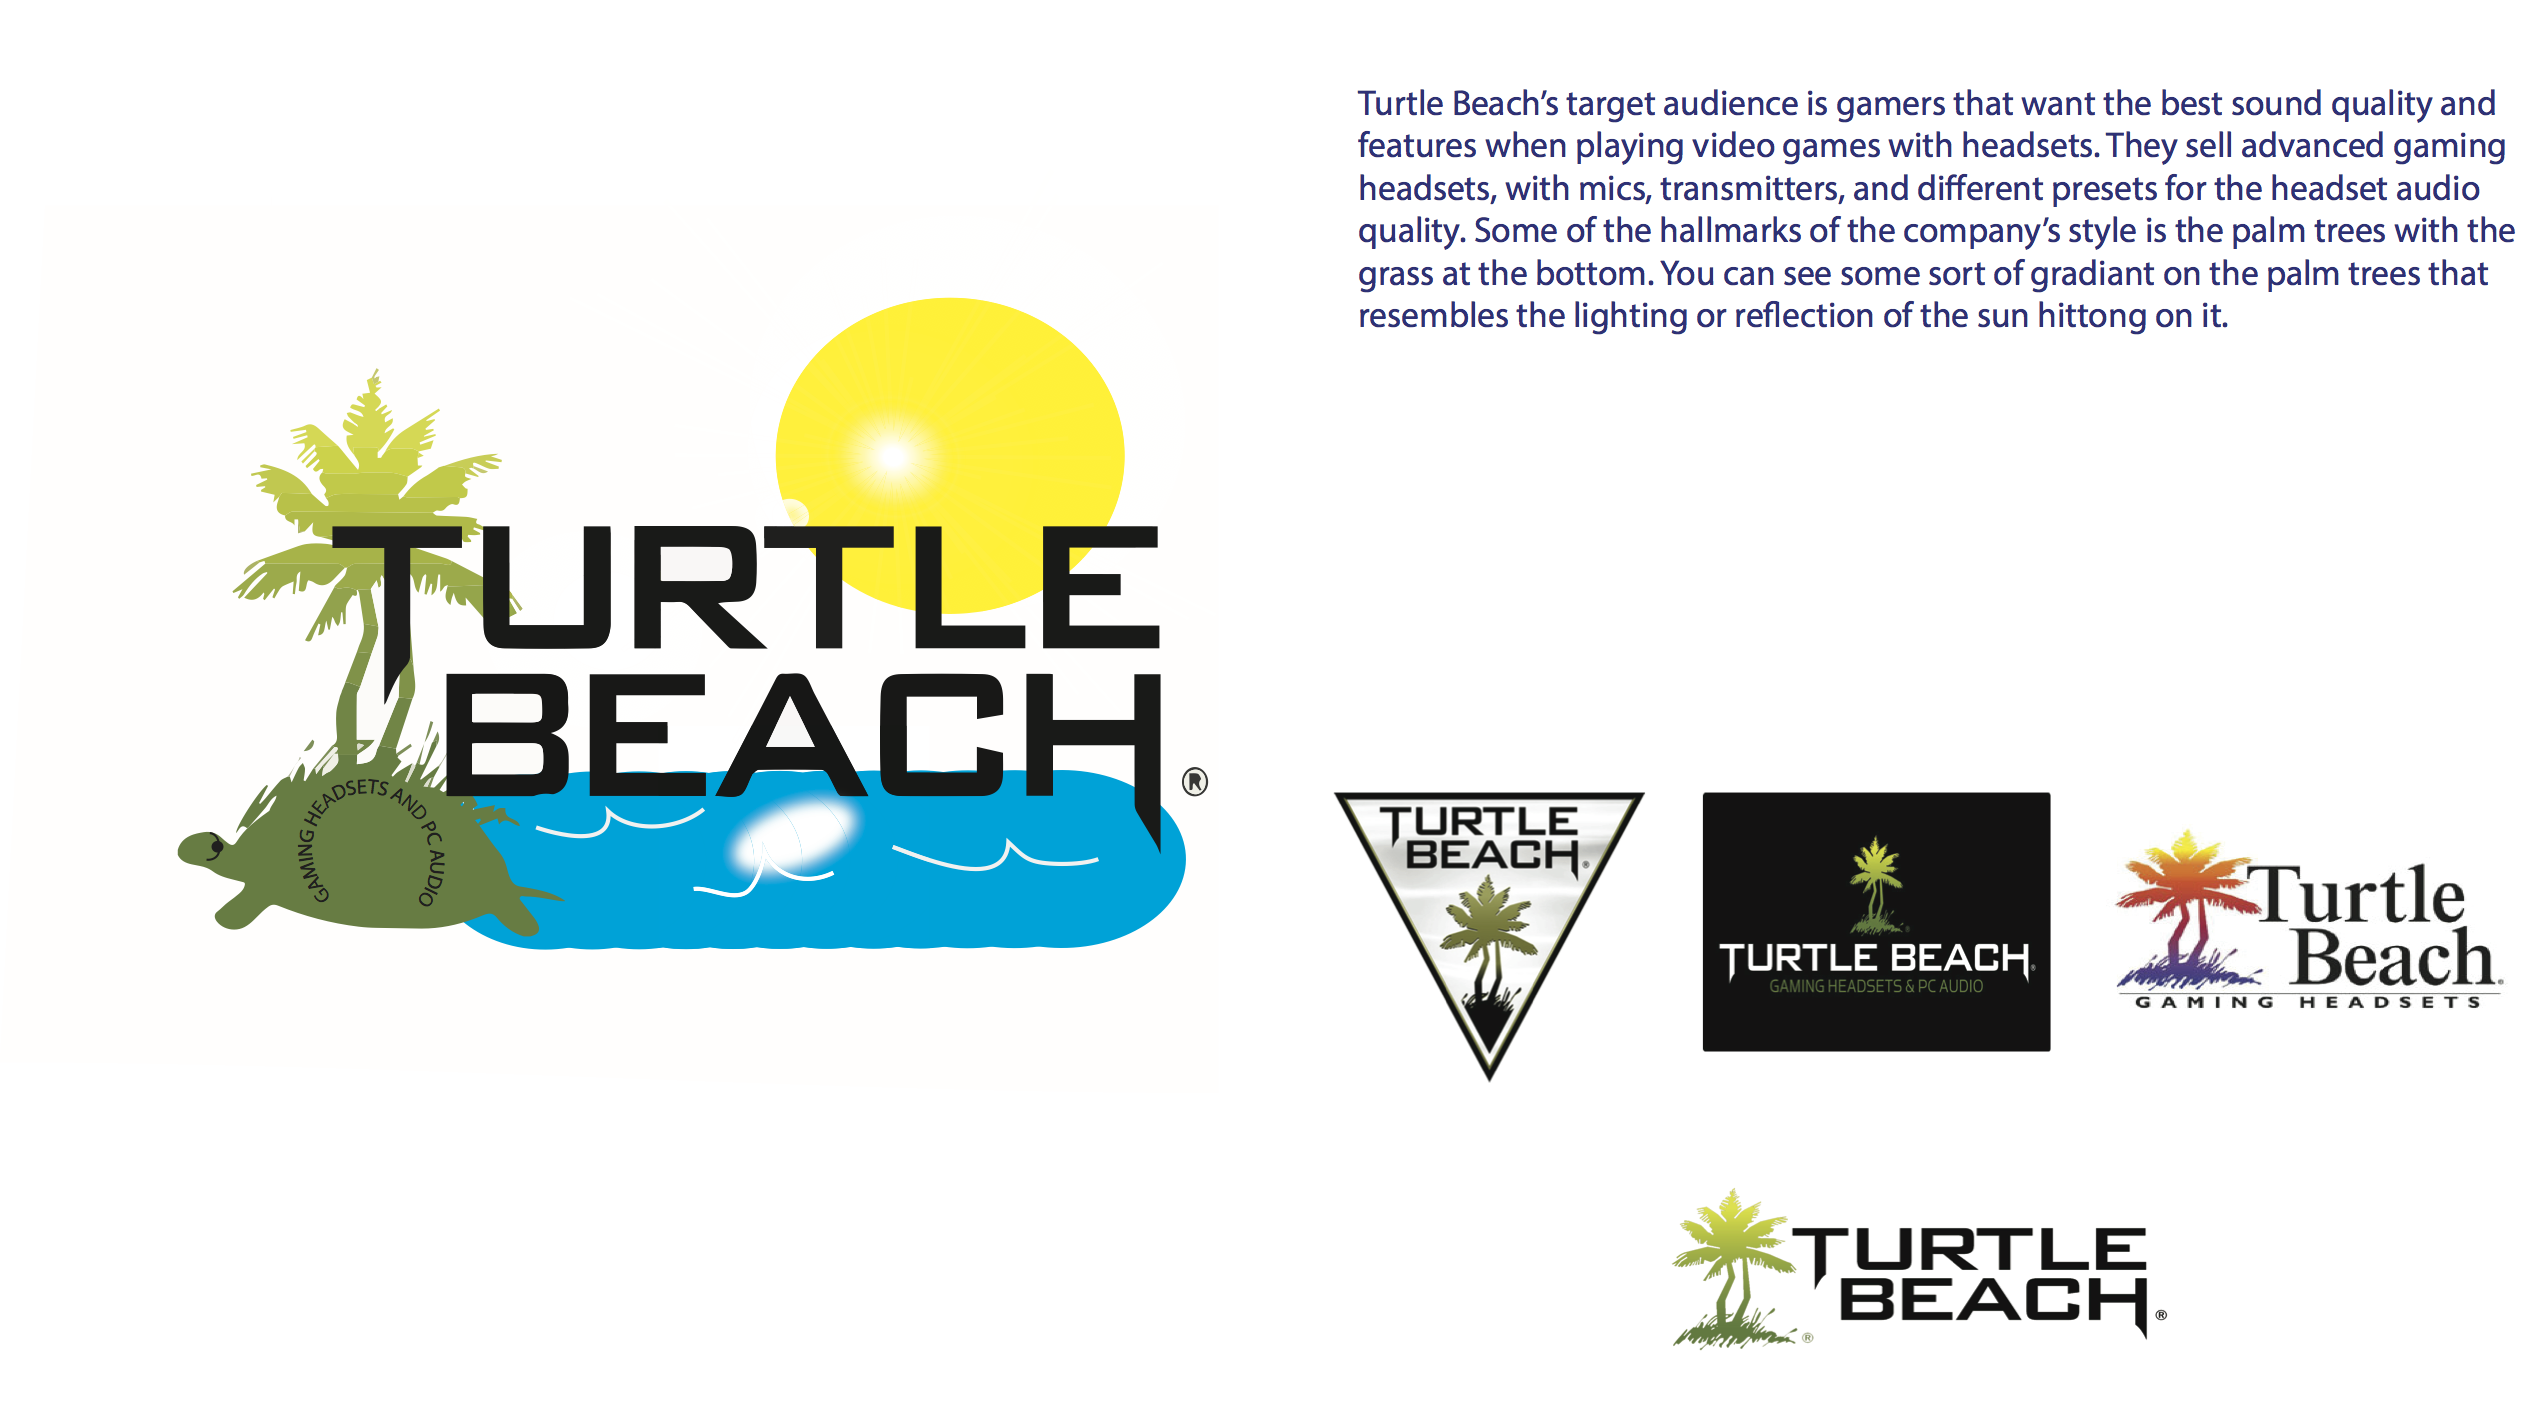 Turtle Beach’s target audience is gamers that want the best sound quality and
features when playing video games with headsets. They sell advanced gaming
headsets, with mics, transmitters, and different presets for the headset audio
quality. Some of the hallmarks of the company’s style is the palm trees with the
grass at the bottom. You can see some sort of gradiant on the palm trees that
resembles the lighting or reflection of the sun hittong on it.
TURTLE
BEACH®
GAMING HEADSETS AND PC AUDIO
TURTLE
BEACH®
TURTLE BEACH®
GAMING HEADSETS & PC AUDIO
Turtle
Beach®
GAMING HEADSETS
TURTLE
BEACH®
®